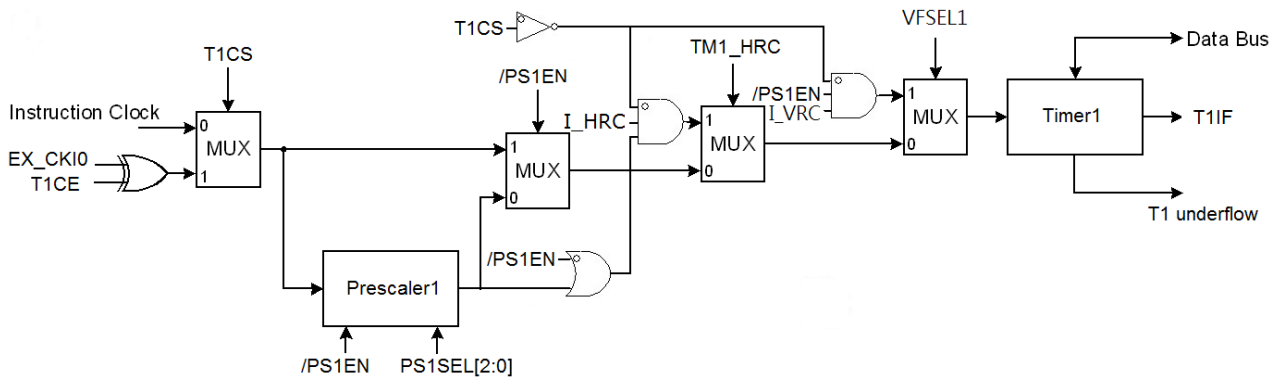 VFSEL1
T1CS
TM1_HRC
Data Bus
T1CS
/PS1EN
/PS1EN
1
Instruction Clock
0
I_HRC
1
I_VRC
MUX
Timer1
T1IF
MUX
MUX
EX_CKI0
1
0
MUX
0
T1CE
1
0
T1 underflow
/PS1EN
Prescaler1
/PS1EN
PS1SEL[2:0]